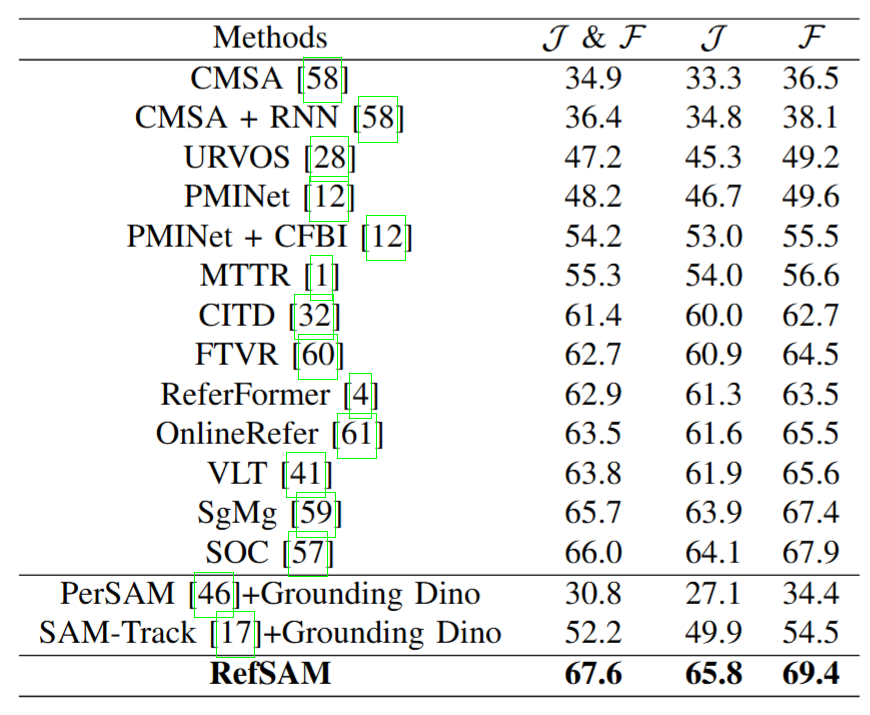 Methods J & F J F
CMSA [58] 34.9 33.3 36.5
CMSA + RNN [58] 36.4 34.8 38.1
URVOS [28] 47.2 45.3 49.2
PMINet [12] 48.2 46.7 49.6
PMINet + CFBI [12] 54.2 53.0 55.5
MTTR [1] 55.3 54.0 56.6
CITD [32] 61.4 60.0 62.7
FTVR [60] 62.7 60.9 64.5
ReferFormer [4] 62.9 61.3 63.5
OnlineRefer [61] 63.5 61.6 65.5
VLT [41] 63.8 61.9 65.6
SgMg [59] 65.7 63.9 67.4
SOC [57] 66.0 64.1 67.9
PerSAM [46]+Grounding Dino 30.8 27.1 34.4
SAM-Track [17]+Grounding Dino 52.2 49.9 54.5
RefSAM 67.6 65.8 69.4